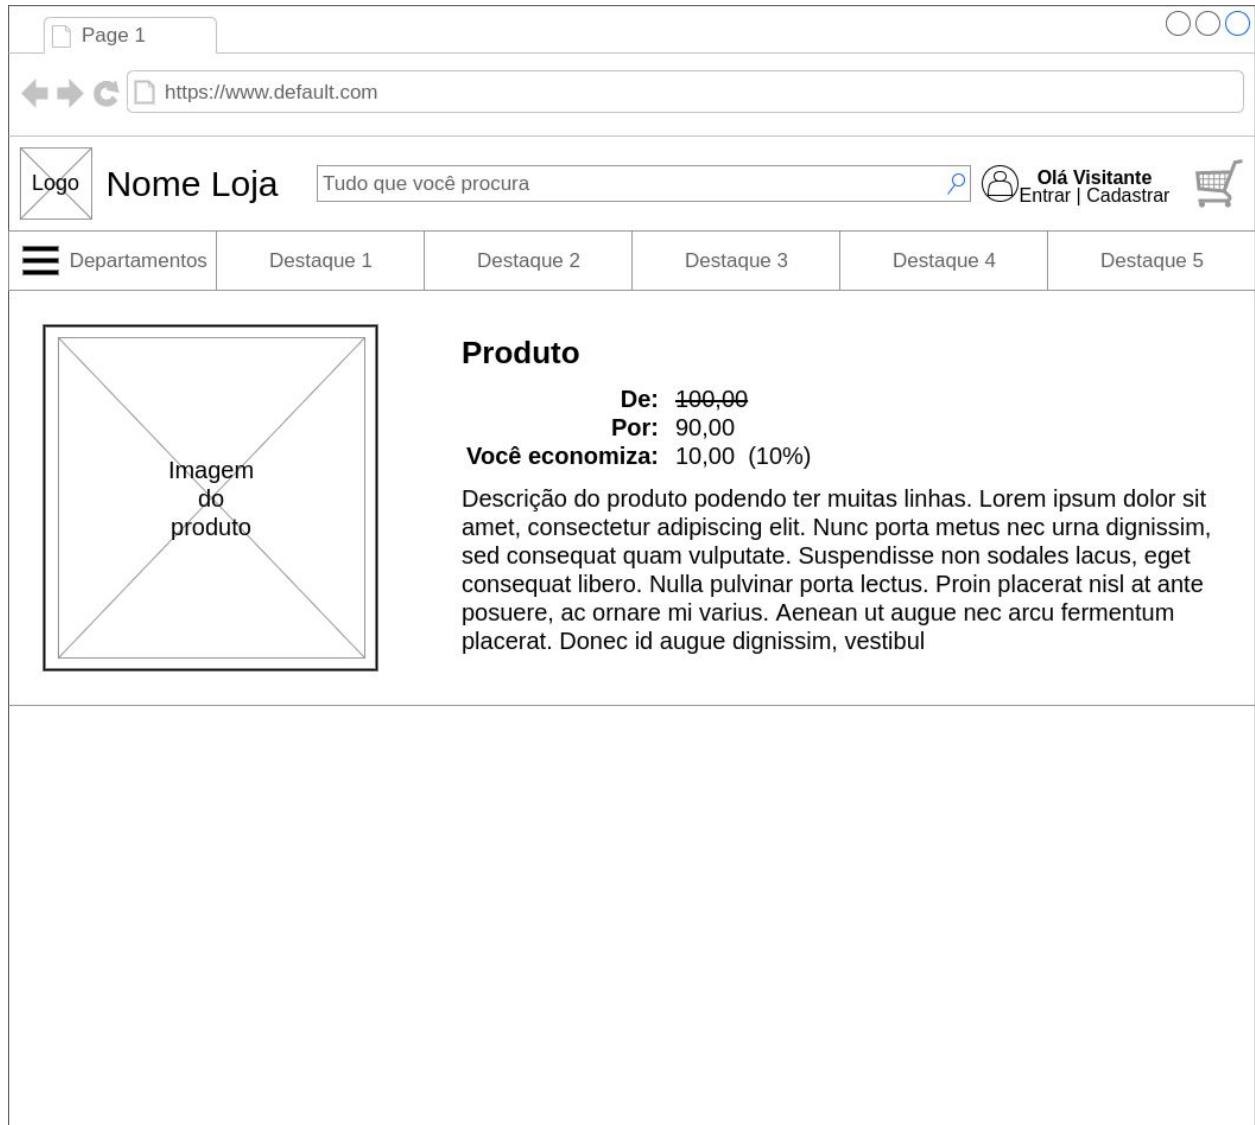 Page 1
https://www.default.com
Logo
Nome Loja
Tudo que você procura
Olá Visitante
Entrar | Cadastrar
Departamentos
Destaque 1
Destaque 2
Destaque 3
Destaque 4
Destaque 5
Imagem
do
produto
Produto
De: 100,00
Por: 90,00
Você economiza: 10,00 (10%)
Descrição do produto podendo ter muitas linhas. Lorem ipsum dolor sit
amet, consectetur adipiscing elit. Nunc porta metus nec urna dignissim,
sed consequat quam vulputate. Suspendisse non sodales lacus, eget
consequat libero. Nulla pulvinar porta lectus. Proin placerat nisl at ante
posuere, ac ornare mi varius. Aenean ut augue nec arcu fermentum
placerat. Donec id augue dignissim, vestibul